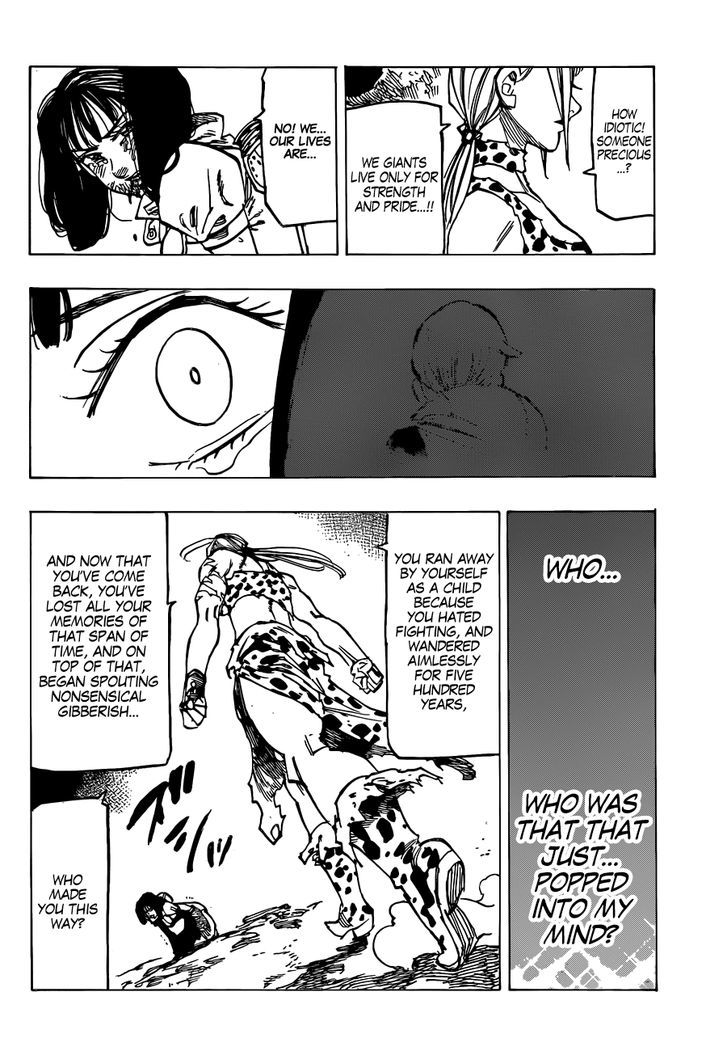 HOW
IDIOTIC!
SOMEONE
PRECIOUS
...?
WE GIANTS
LIVE ONLY FOR
STRENGTH
AND PRIDE...!!
NO! WE...
OUR LIVES
ARE...
WHO...
WHO WAS
THAT THAT
JUST...
POPPED
INTO MY
MIND?
YOU RAN AWAY
BY YOURSELF
AS A CHILD
BECAUSE
YOU HATED
FIGHTING, AND
WANDERED
AIMLESSLY
FOR FIVE
HUNDRED
YEARS,
AND NOW THAT
YOU'VE COME
BACK, YOU'VE
LOST ALL YOUR
MEMORIES OF
THAT SPAN OF
TIME, AND ON
TOP OF THAT,
BEGAN SPOUTING
NONSENSICAL
GIBBERISH...
ズズッ
WHO
MADE
YOU THIS
WAY?